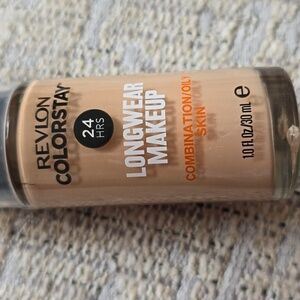 REVLON
COLORSTAY
24
HRS
LONGWEAR
MAKEUP
COMBINATION/OILY
SKIN
1.0 fl.Oz/30 mL e